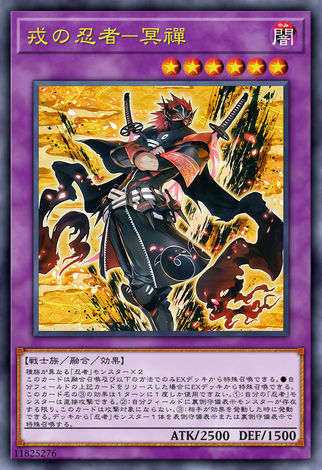 戎の忍者－冥禪
闇
やみ
[戦士族／融合／効果]
種族が異なる「忍者」モンスター×２
このカードは融合召喚及び以下の方法でのみEXデッキから特殊召喚できる。●自
分フィールドの上記カードをリリースした場合にEXデッキから特殊召喚できる。
このカード名の③の効果は１ターンに１度しか使用できない。①：自分の「忍者」モ
ンスターは直接攻撃できる。②：自分フィールドに裏側守備表示モンスターが存在
する限り、このカードは攻撃対象にならない。③：相手が効果を発動した時に発動
できる。デッキから「忍者」モンスター１体を表側守備表示か裏側守備表示で
特殊召喚する。
ATK/2500 DEF/1500
11825276